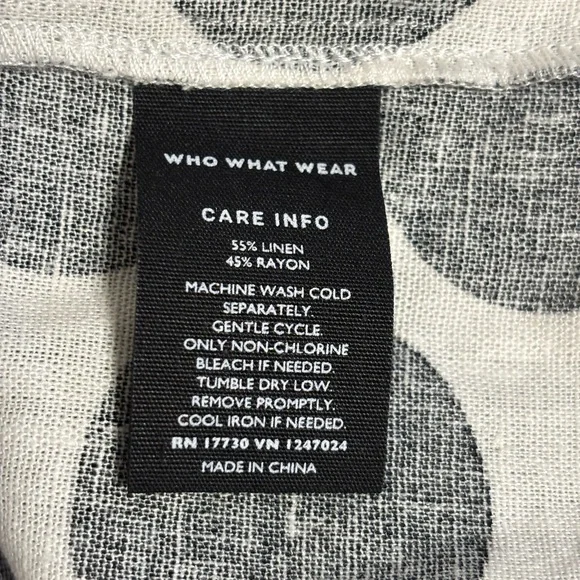 WHO WHAT WEAR
CARE INFO
55% LINEN
45% RAYON
MACHINE WASH COLD
SEPARATELY.
GENTLE CYCLE.
ONLY NON-CHLORINE
BLEACH IF NEEDED.
TUMBLE DRY LOW.
REMOVE PROMPTLY.
COOL IRON IF NEEDED.
RN 17730 VN 1247024
MADE IN CHINA